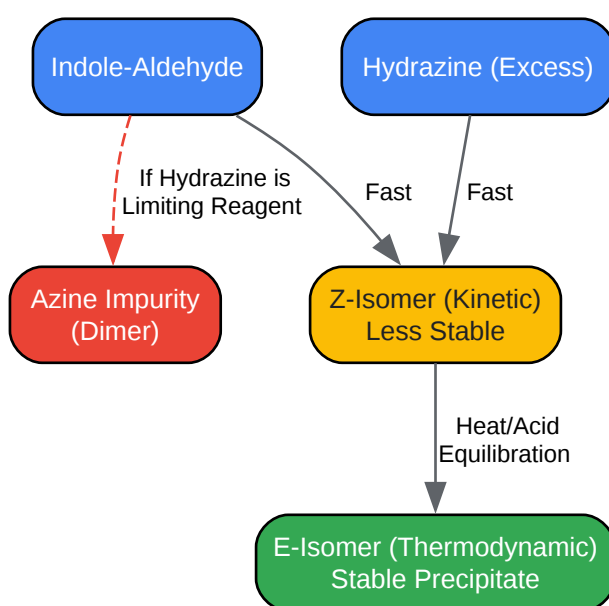 Indole-Aldehyde
Hydrazine (Excess)
If Hydrazine is
Limiting Reagent
Fast
Fast
Azine Impurity
(Dimer)
Z-Isomer (Kinetic)
Less Stable
Heat/Acid
Equilibration
E-Isomer (Thermodynamic)
Stable Precipitate